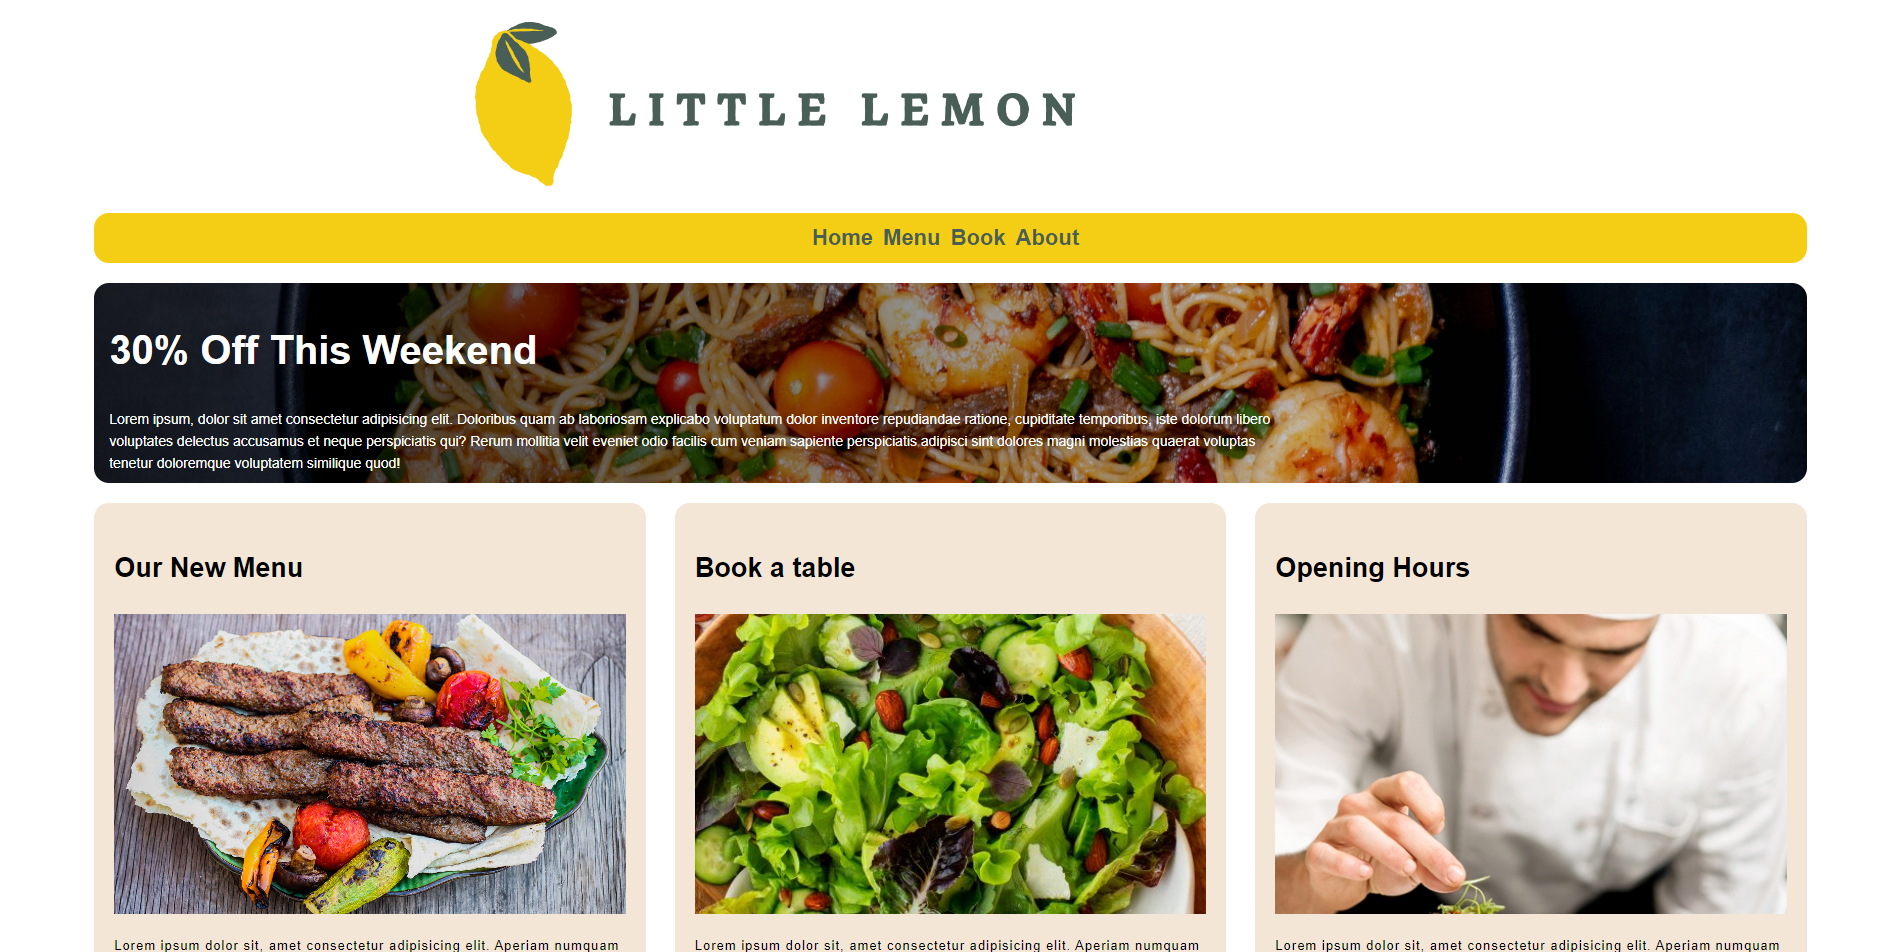 LITTLE LEMON
Home Menu Book About
30% Off This Weekend
Lorem ipsum, dolor sit amet consectetur adipisicing elit. Doloribus quam ab laboriosam explicabo voluptatum dolor inventore repudiandae ratione, cupiditate temporibus, iste dolorum libero
voluptates delectus accusamus et neque perspiciatis qui? Rerum mollitia velit eveniet odio facilis cum veniam sapiente perspiciatis adipisci sint dolores magni molestias quaerat voluptas
tenetur doloremque voluptatem similique quod!
Our New Menu
Lorem ipsum dolor sit, amet consectetur adipisicing elit. Aperiam numquam
Book a table
Lorem ipsum dolor sit, amet consectetur adipisicing elit. Aperiam numquam
Opening Hours
Lorem ipsum dolor sit, amet consectetur adipisicing elit. Aperiam numquam